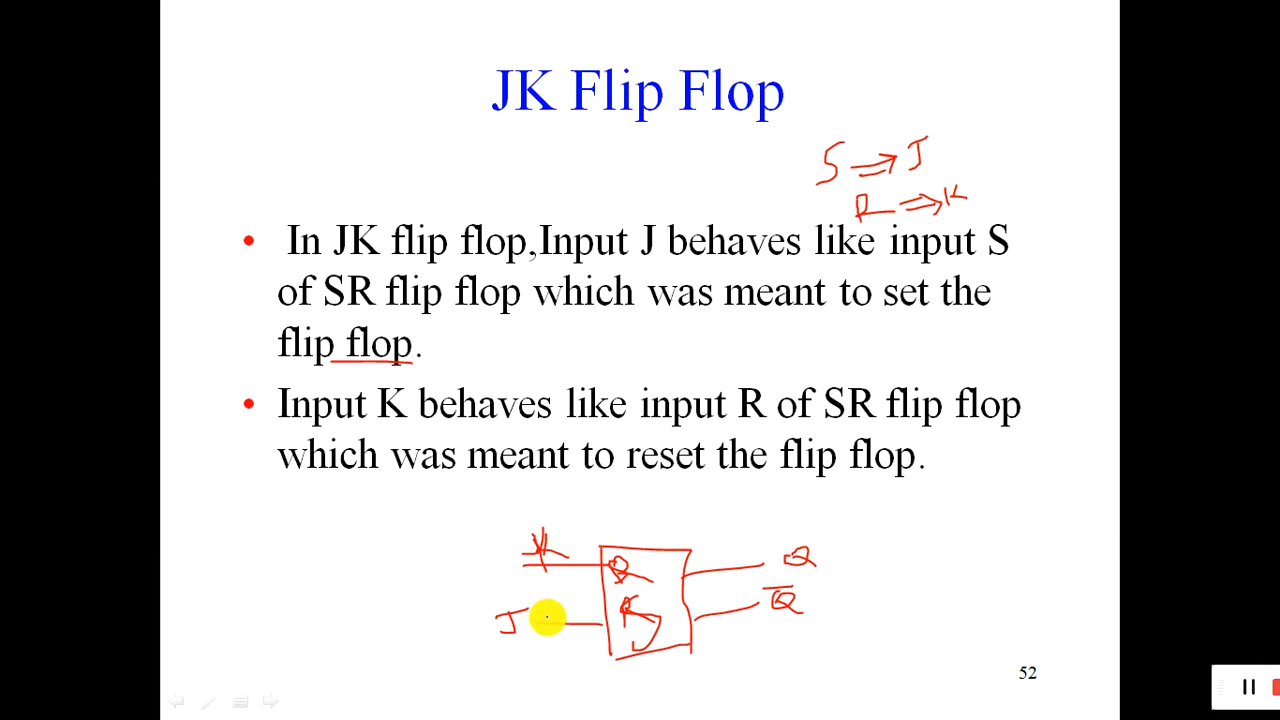 JK Flip Flop
S ⇒ J
R ⇒ K
• In JK flip flop,Input J behaves like input S
of SR flip flop which was meant to set the
flip flop.
• Input K behaves like input R of SR flip flop
which was meant to reset the flip flop.
K
Q
J
Q̅
52